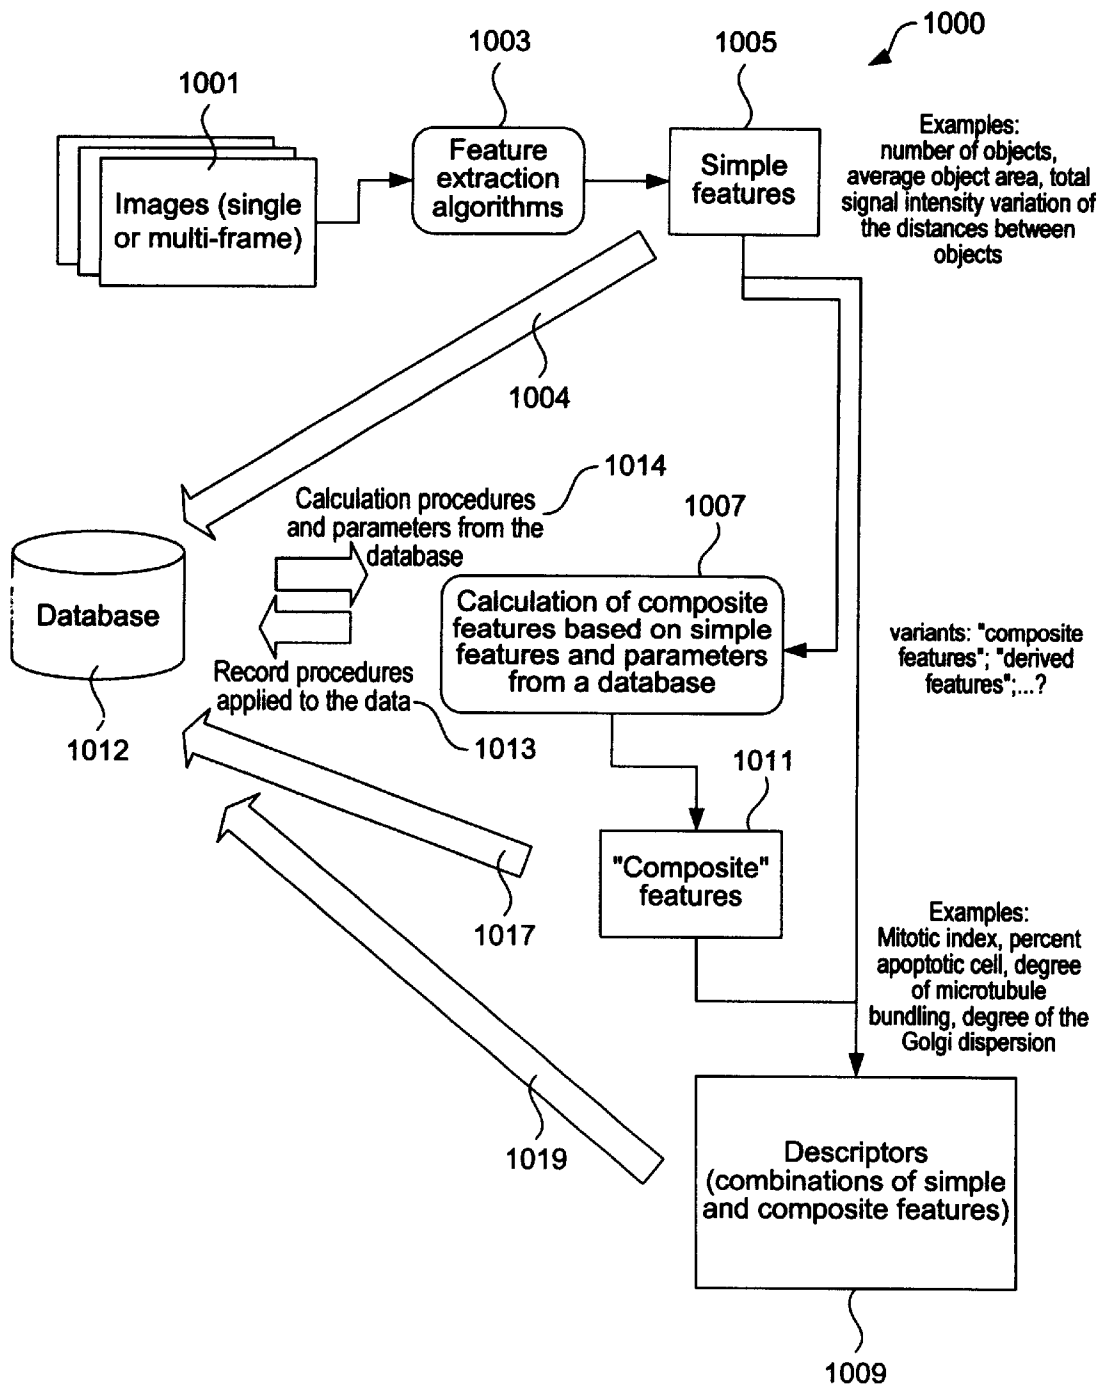 1000
1003
1005
1001
Examples:
number of objects,
average object area, total
signal intensity variation of
the distances between
objects
Feature
extraction
algorithms
Simple
features
Images (single
or multi-frame)
1004
1014
Calculation procedures
and parameters from the
database
1007
Database
Calculation of composite
features based on simple
features and parameters
from a database
variants: "composite
features"; "derived
features";...?
Record procedures
applied to the data
1012
1013
1011
"Composite"
features
1017
Examples:
Mitotic index, percent
apoptotic cell, degree
of microtubule
bundling, degree of the
Golgi dispersion
1019
Descriptors
(combinations of simple
and composite features)
1009